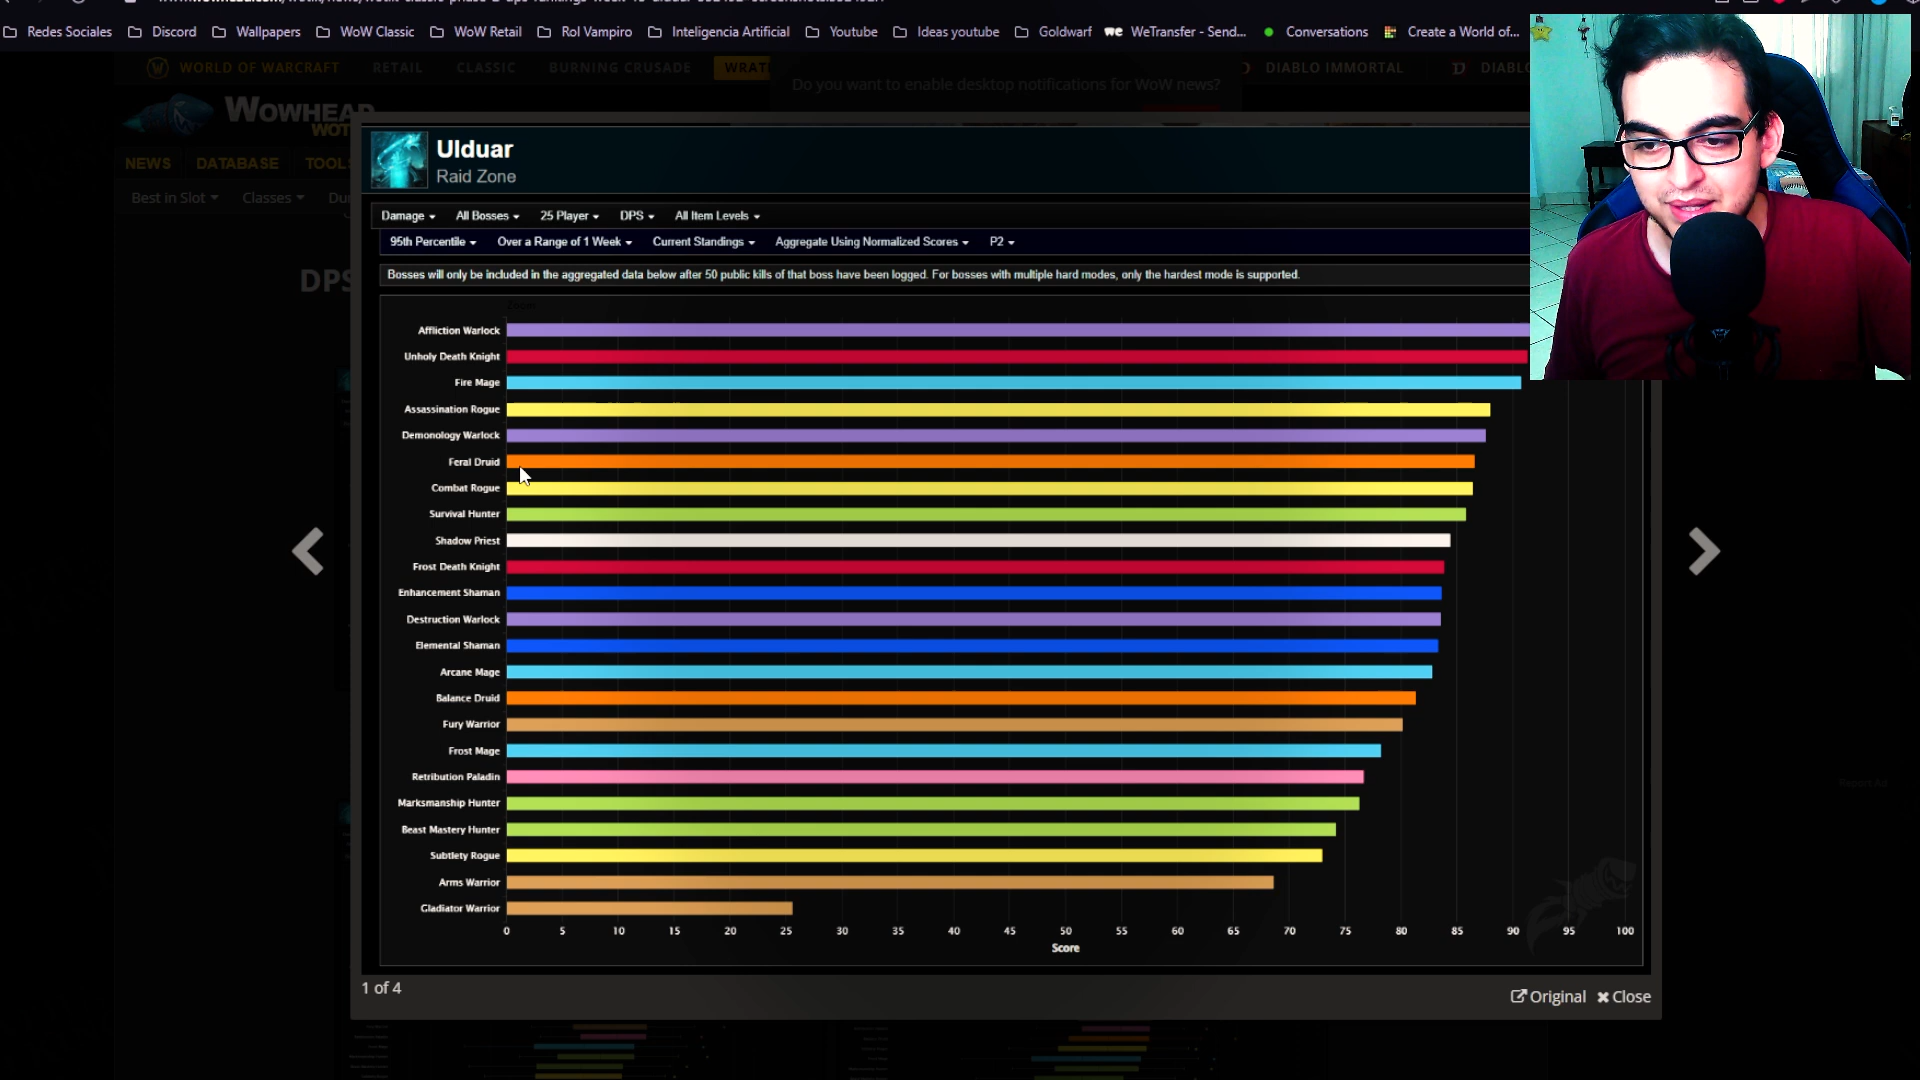 Redes Sociales
Discord
Wallpapers
WoW Classic
WoW Retail
Rol Vampiro
Inteligencia Artificial
Youtube
Ideas youtube
Goldwarf
WeTransfer - Send...
Conversations
Create a World of...
WORLD OF WARCRAFT
RETAIL
CLASSIC
BURNING CRUSADE
WRAT
Do you want to enable desktop notifications for WoW news?
DIABLO IMMORTAL
WOWHEAD
WOT
NEWS
DATABASE
TOOLS
Best in Slot
Classes
Du
DPS
Ulduar
Raid Zone
Damage
All Bosses
25 Player
DPS
All Item Levels
95th Percentile
Over a Range of 1 Week
Current Standings
Aggregate Using Normalized Scores
P2
Bosses will only be included in the aggregated data below after 50 public kills of that boss have been logged. For bosses with multiple hard modes, only the hardest mode is supported.
Affliction Warlock
Unholy Death Knight
Fire Mage
Assassination Rogue
Demonology Warlock
Feral Druid
Combat Rogue
Survival Hunter
Shadow Priest
Frost Death Knight
Enhancement Shaman
Destruction Warlock
Elemental Shaman
Arcane Mage
Balance Druid
Fury Warrior
Frost Mage
Retribution Paladin
Marksmanship Hunter
Beast Mastery Hunter
Subtlety Rogue
Arms Warrior
Gladiator Warrior
0 5 10 15 20 25 30 35 40 45 50 55 60 65 70 75 80 85 90 95 100
Score
1 of 4
Original
Close